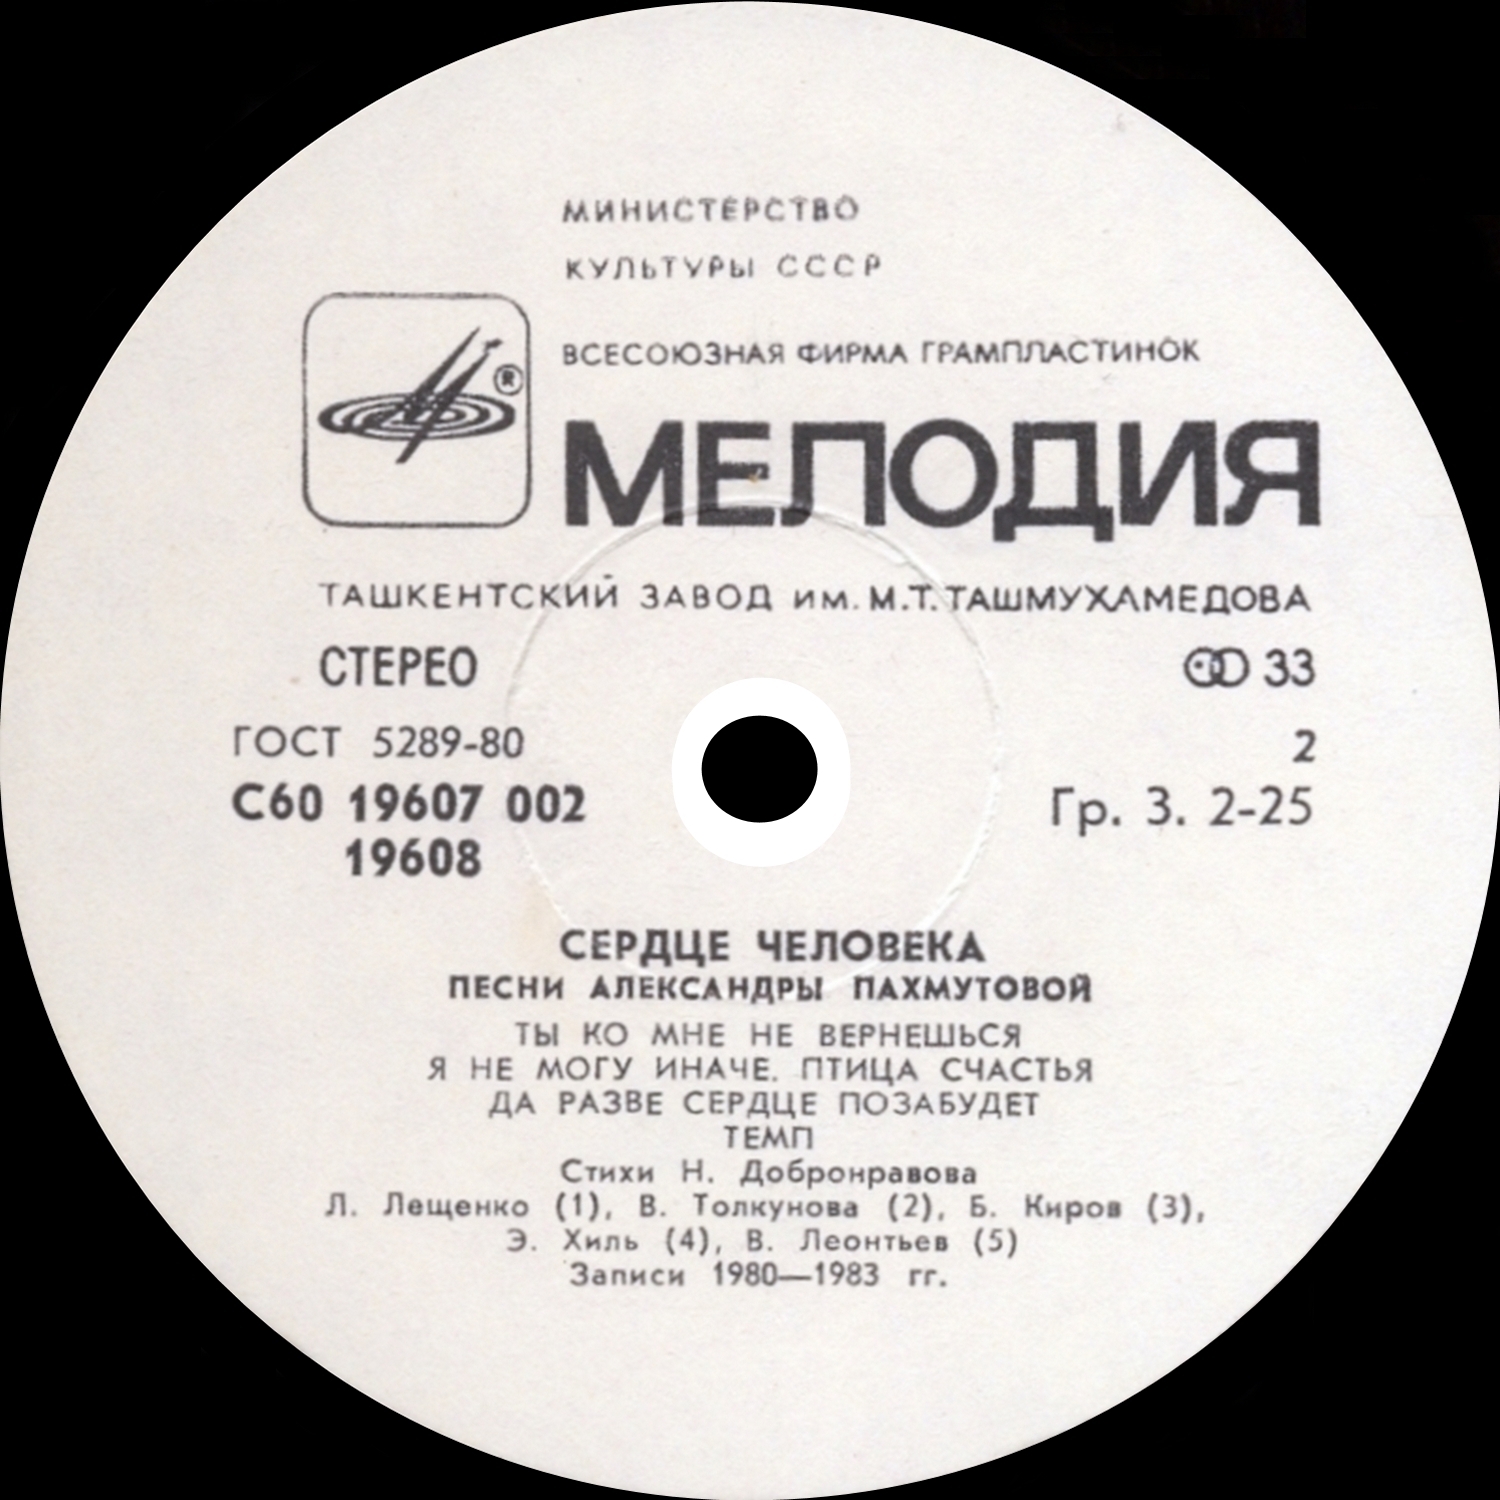 МИНИСТЕРСТВО
КУЛЬТУРЫ СССР
ВСЕСОЮЗНАЯ ФИРМА ГРАМПЛАСТИНОК
®
МЕЛОДИЯ
ТАШКЕНТСКИЙ ЗАВОД им. М.Т.ТАШМУХАМЕДОВА
СТЕРЕО 33
ГОСТ 5289-80 2
С60 19607 002 Гр. 3. 2-25
19608
СЕРДЦЕ ЧЕЛОВЕКА
ПЕСНИ АЛЕКСАНДРЫ ПАХМУТОВОЙ
ТЫ КО МНЕ НЕ ВЕРНЕШЬСЯ
Я НЕ МОГУ ИНАЧЕ. ПТИЦА СЧАСТЬЯ
ДА РАЗВЕ СЕРДЦЕ ПОЗАБУДЕТ
ТЕМП
Стихи Н. Добронравова
Л. Лещенко (1), В. Толкунова (2), Б. Киров (3),
Э. Хиль (4), В. Леонтьев (5)
Записи 1980—1983 гг.